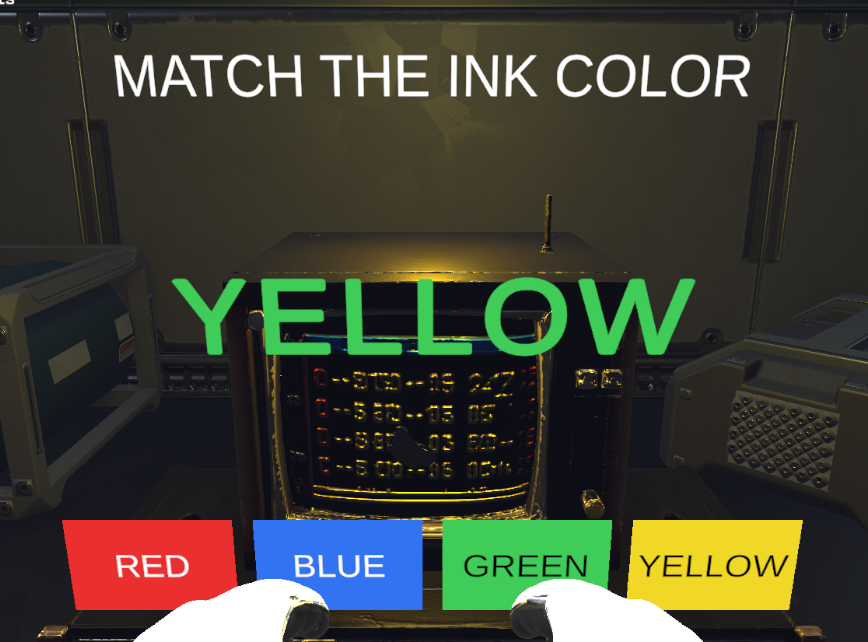 MATCH THE INK COLOR
YELLOW
RED
BLUE
GREEN
YELLOW